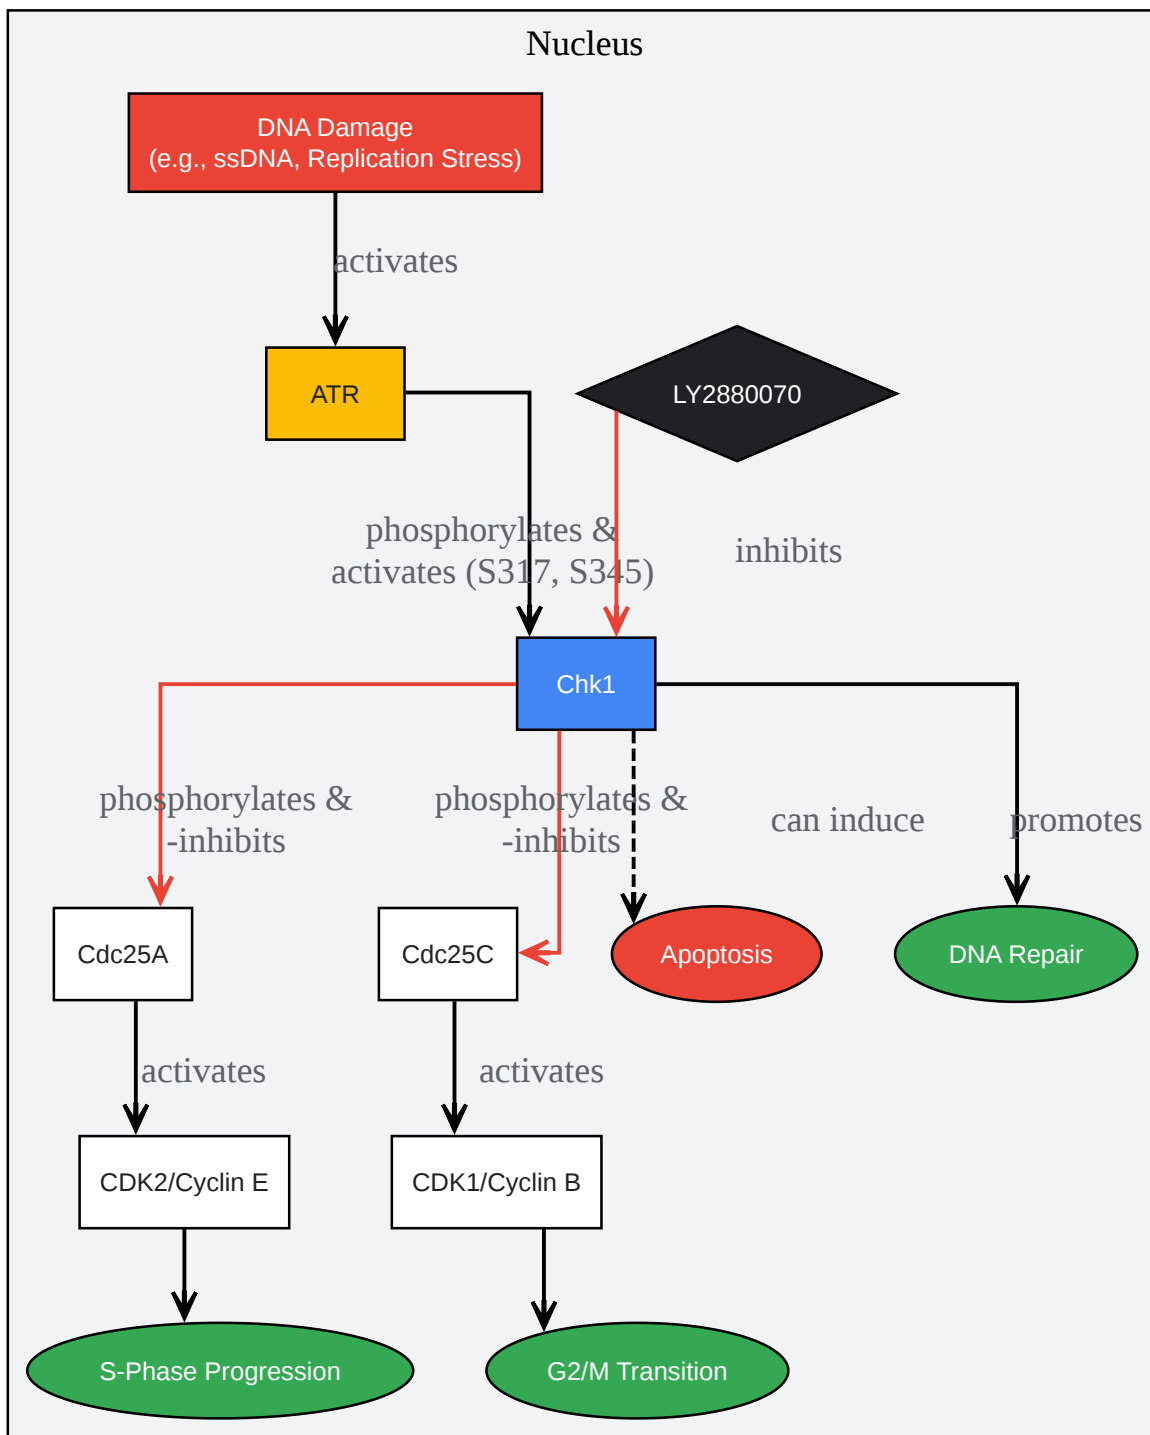 Nucleus
DNA Damage
(e.g., ssDNA, Replication Stress)
activates
ATR
LY2880070
phosphorylates &
activates (S317, S345)
inhibits
Chk1
phosphorylates &
-inhibits
phosphorylates &
-inhibits
can induce
promotes
Cdc25A
Cdc25C
Apoptosis
DNA Repair
activates
activates
CDK2/Cyclin E
CDK1/Cyclin B
S-Phase Progression
G2/M Transition